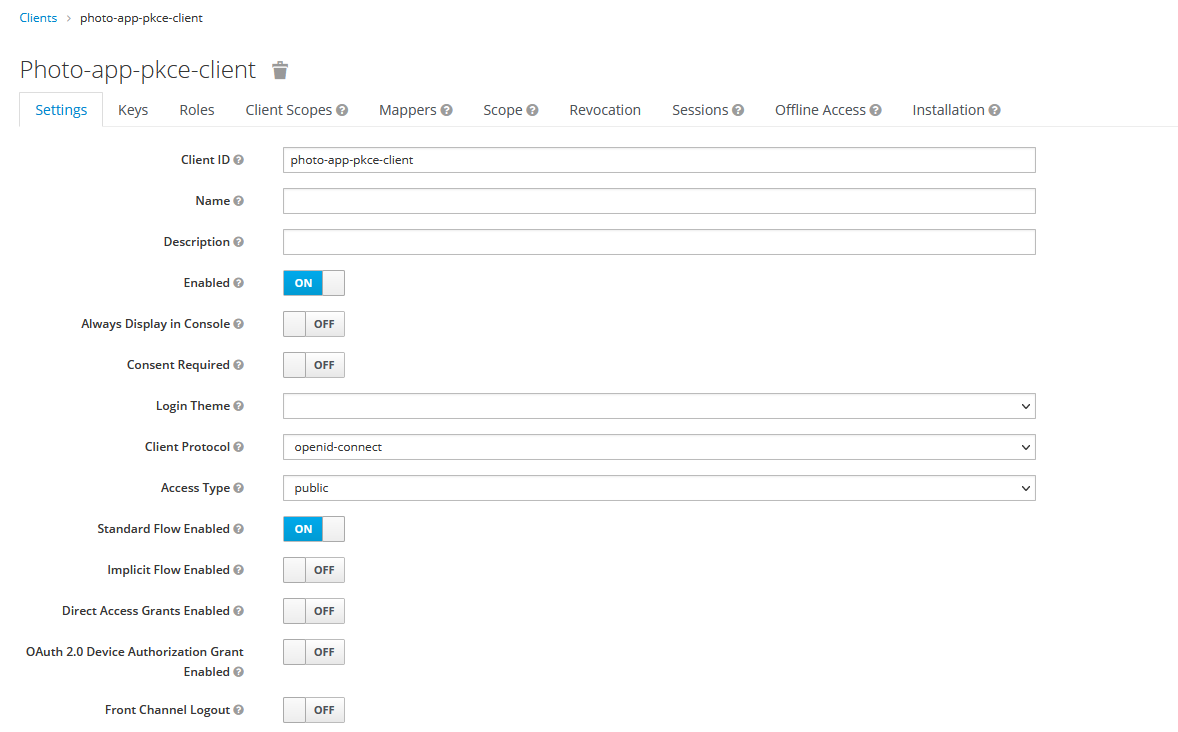 Clients › photo-app-pkce-client
Photo-app-pkce-client
Settings Keys Roles Client Scopes ? Mappers ? Scope ? Revocation Sessions ? Offline Access ? Installation ?
Client ID ? photo-app-pkce-client
Name ?
Description ?
Enabled ? ON
Always Display in Console ? OFF
Consent Required ? OFF
Login Theme ?
Client Protocol ? openid-connect
Access Type ? public
Standard Flow Enabled ? ON
Implicit Flow Enabled ? OFF
Direct Access Grants Enabled ? OFF
OAuth 2.0 Device Authorization Grant OFF
Enabled ?
Front Channel Logout ? OFF